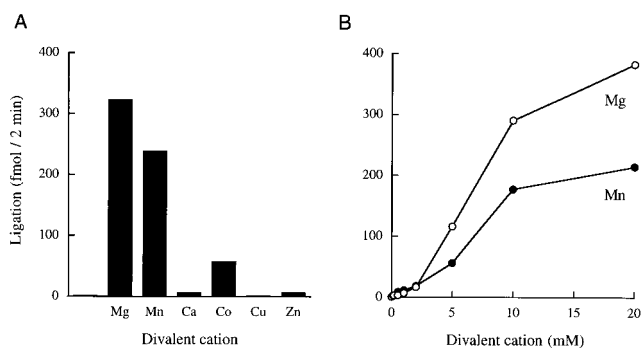 A
B
Ligation (fmol / 2 min)
400
300
200
100
0
Mg Mn Ca Co Cu Zn
Divalent cation
400
300
200
100
0
Mg
Mn
0 5 10 15 20
Divalent cation (mM)